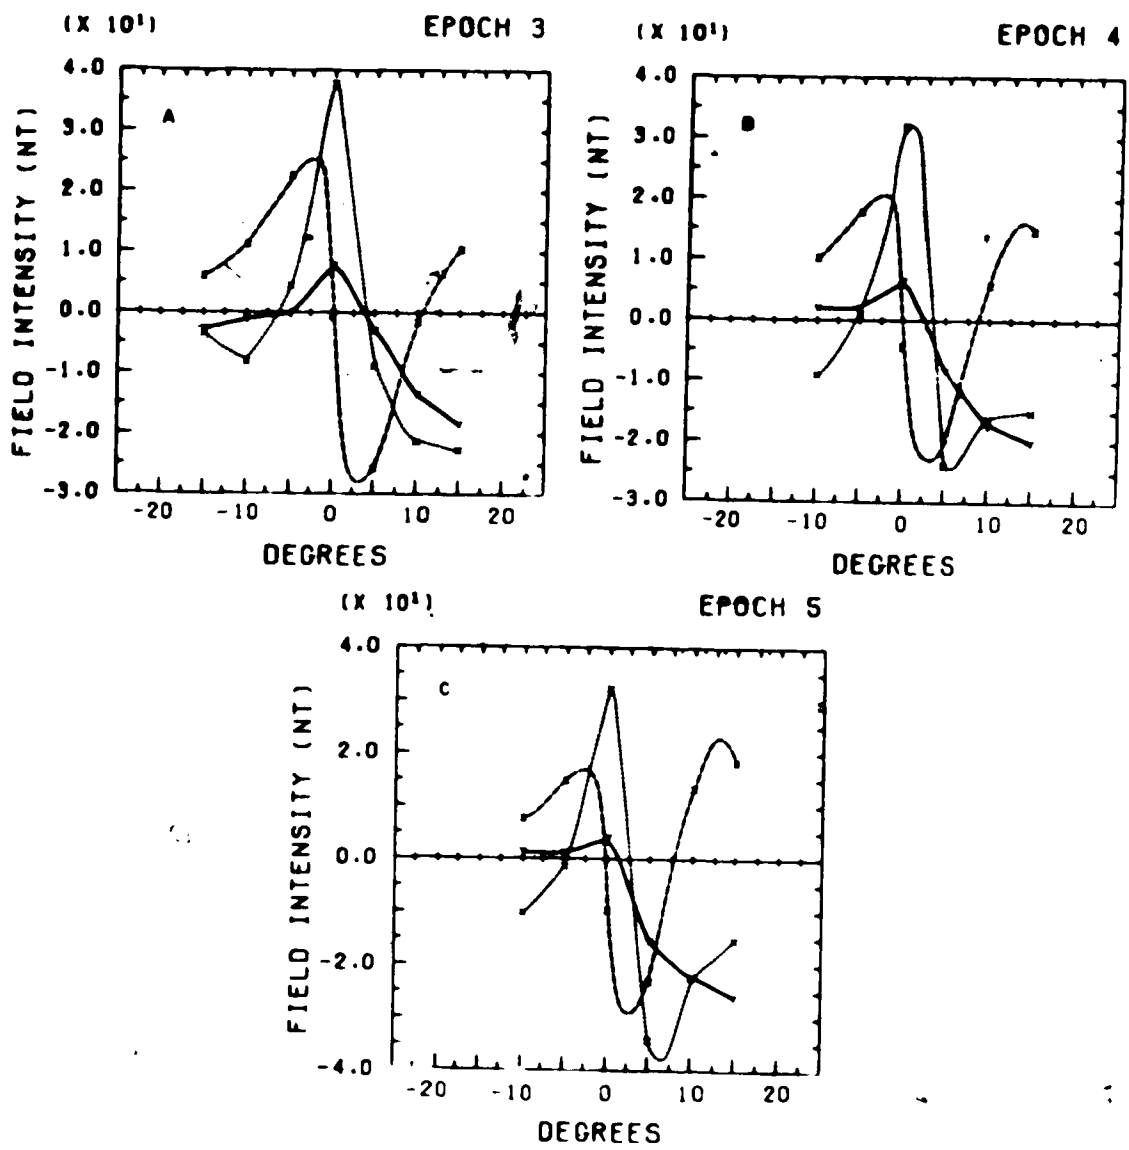 (X 10¹) EPOCH 3
4.0
3.0
2.0
1.0
0.0
-1.0
-2.0
-3.0
FIELD INTENSITY (NT)
A
-20 -10 0 10 20
DEGREES
(X 10¹) EPOCH 4
4.0
3.0
2.0
1.0
0.0
-1.0
-2.0
-3.0
FIELD INTENSITY (NT)
B
-20 -10 0 10 20
DEGREES
(X 10¹) EPOCH 5
4.0
2.0
0.0
-2.0
-4.0
FIELD INTENSITY (NT)
C
-20 -10 0 10 20
DEGREES